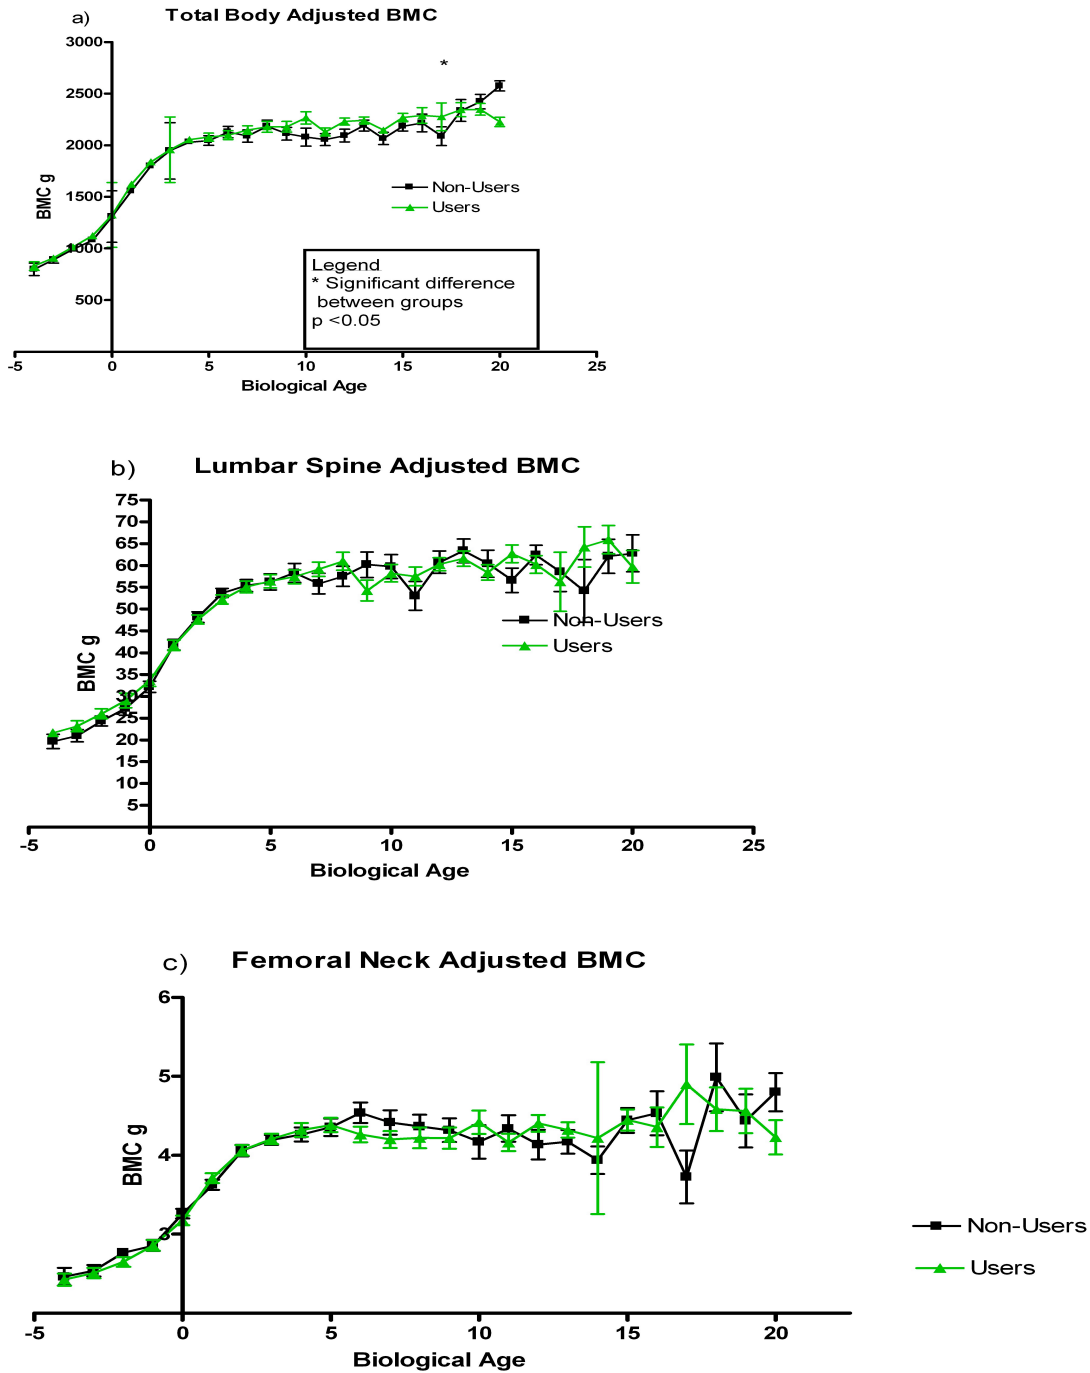 a)
Total Body Adjusted BMC
3000
2500
2000
1500
1000
500
BMC g
*
Non-Users
Users
Legend
* Significant difference
between groups
p <0.05
-5 0 5 10 15 20 25
Biological Age
b)
Lumbar Spine Adjusted BMC
75
70
65
60
55
50
45
40
35
30
25
20
15
10
5
BMC g
Non-Users
Users
-5 0 5 10 15 20 25
Biological Age
c)
Femoral Neck Adjusted BMC
6
5
4
3
BMC g
Non-Users
Users
-5 0 5 10 15 20
Biological Age